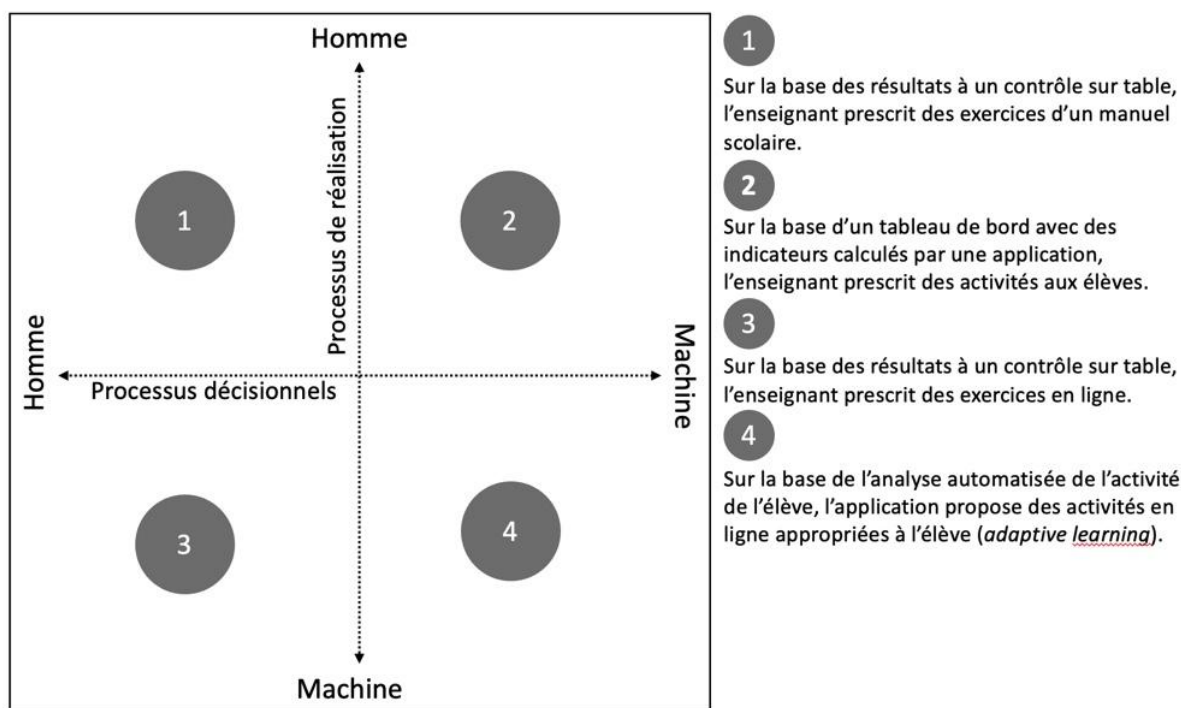 Homme
Processus de réalisation
1
2
Homme
Processus décisionnels
Machine
3
4
Machine
1
Sur la base des résultats à un contrôle sur table,
l'enseignant prescrit des exercices d'un manuel
scolaire.
2
Sur la base d'un tableau de bord avec des
indicateurs calculés par une application,
l'enseignant prescrit des activités aux élèves.
3
Sur la base des résultats à un contrôle sur table,
l'enseignant prescrit des exercices en ligne.
4
Sur la base de l'analyse automatisée de l'activité
de l'élève, l'application propose des activités en
ligne appropriées à l'élève (adaptive learning).